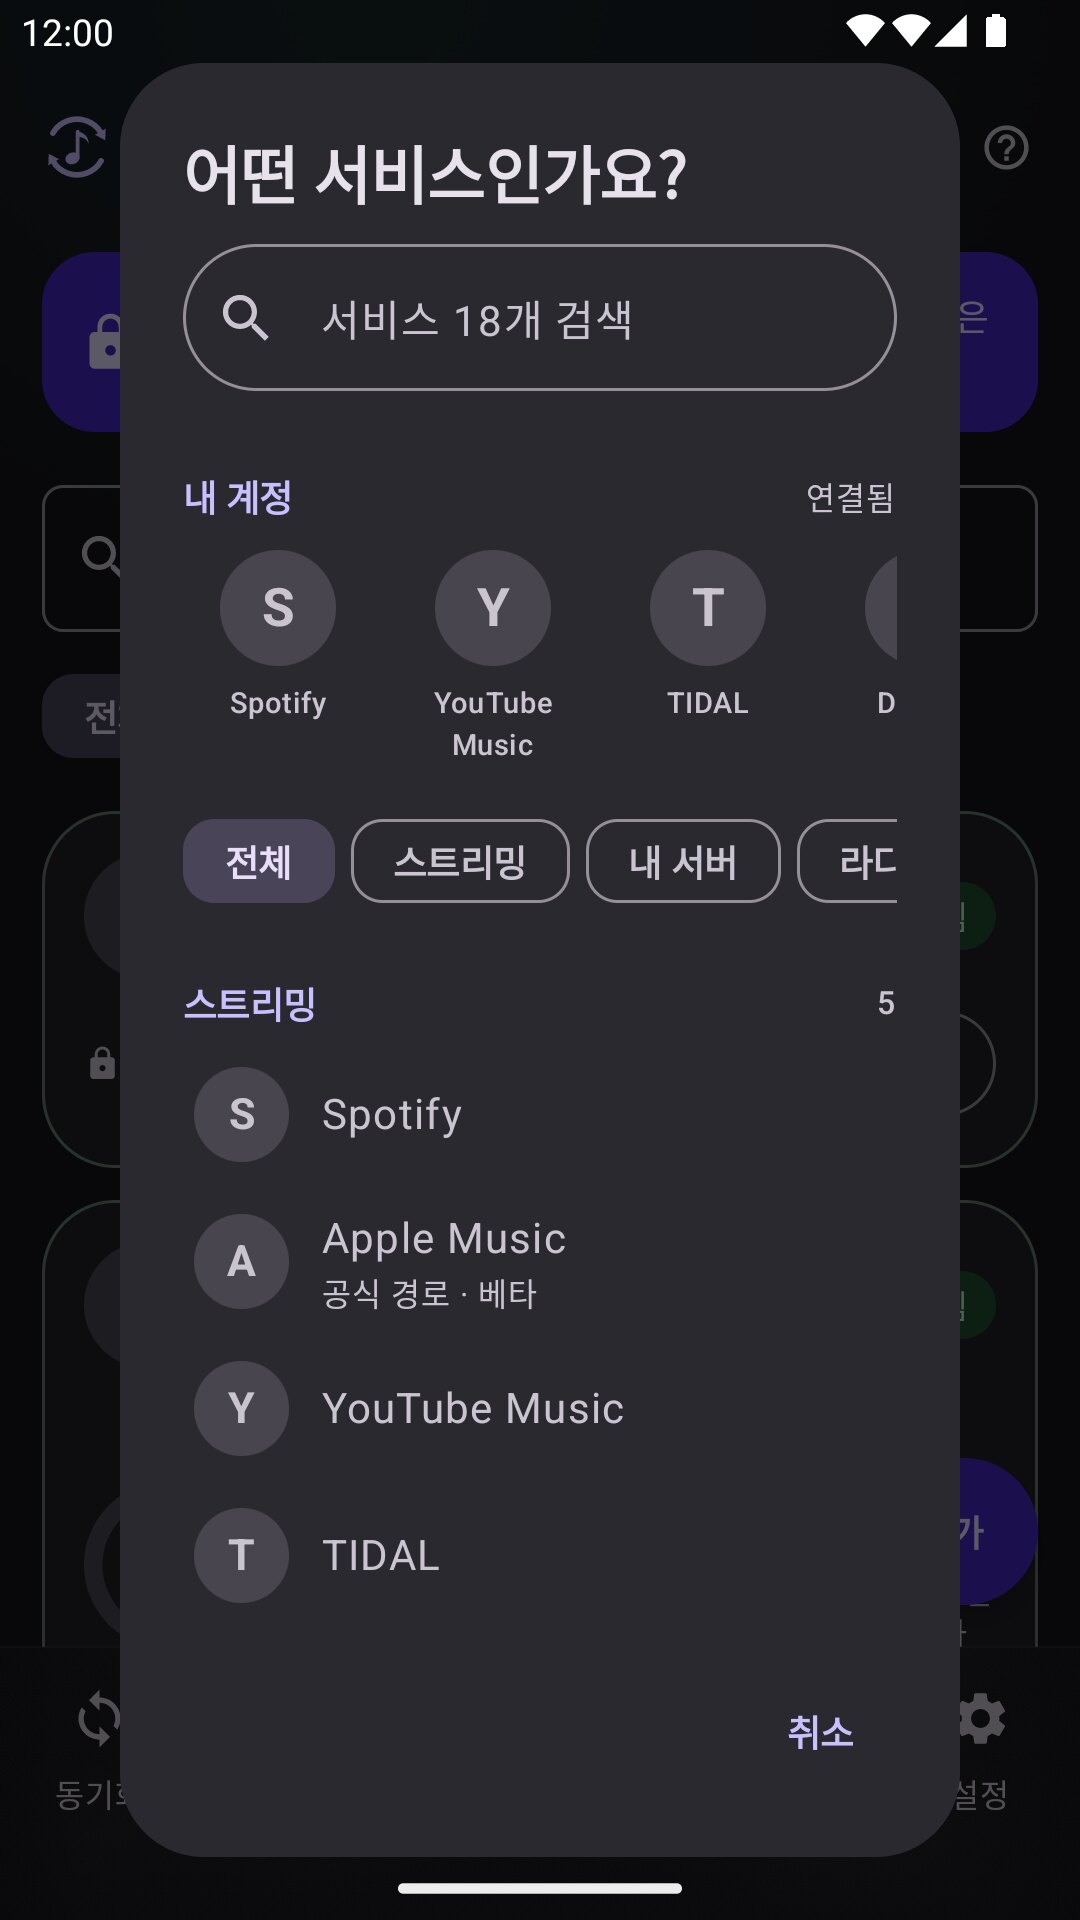 12:00
어떤 서비스인가요?
은
서비스 18개 검색
내 계정
연결됨
S
Y
T
Spotify
YouTube
Music
TIDAL
D
전체
스트리밍
내 서버
스트리밍
5
S
Spotify
A
Apple Music
공식 경로 · 베타
Y
YouTube Music
T
TIDAL
가
취소
설정